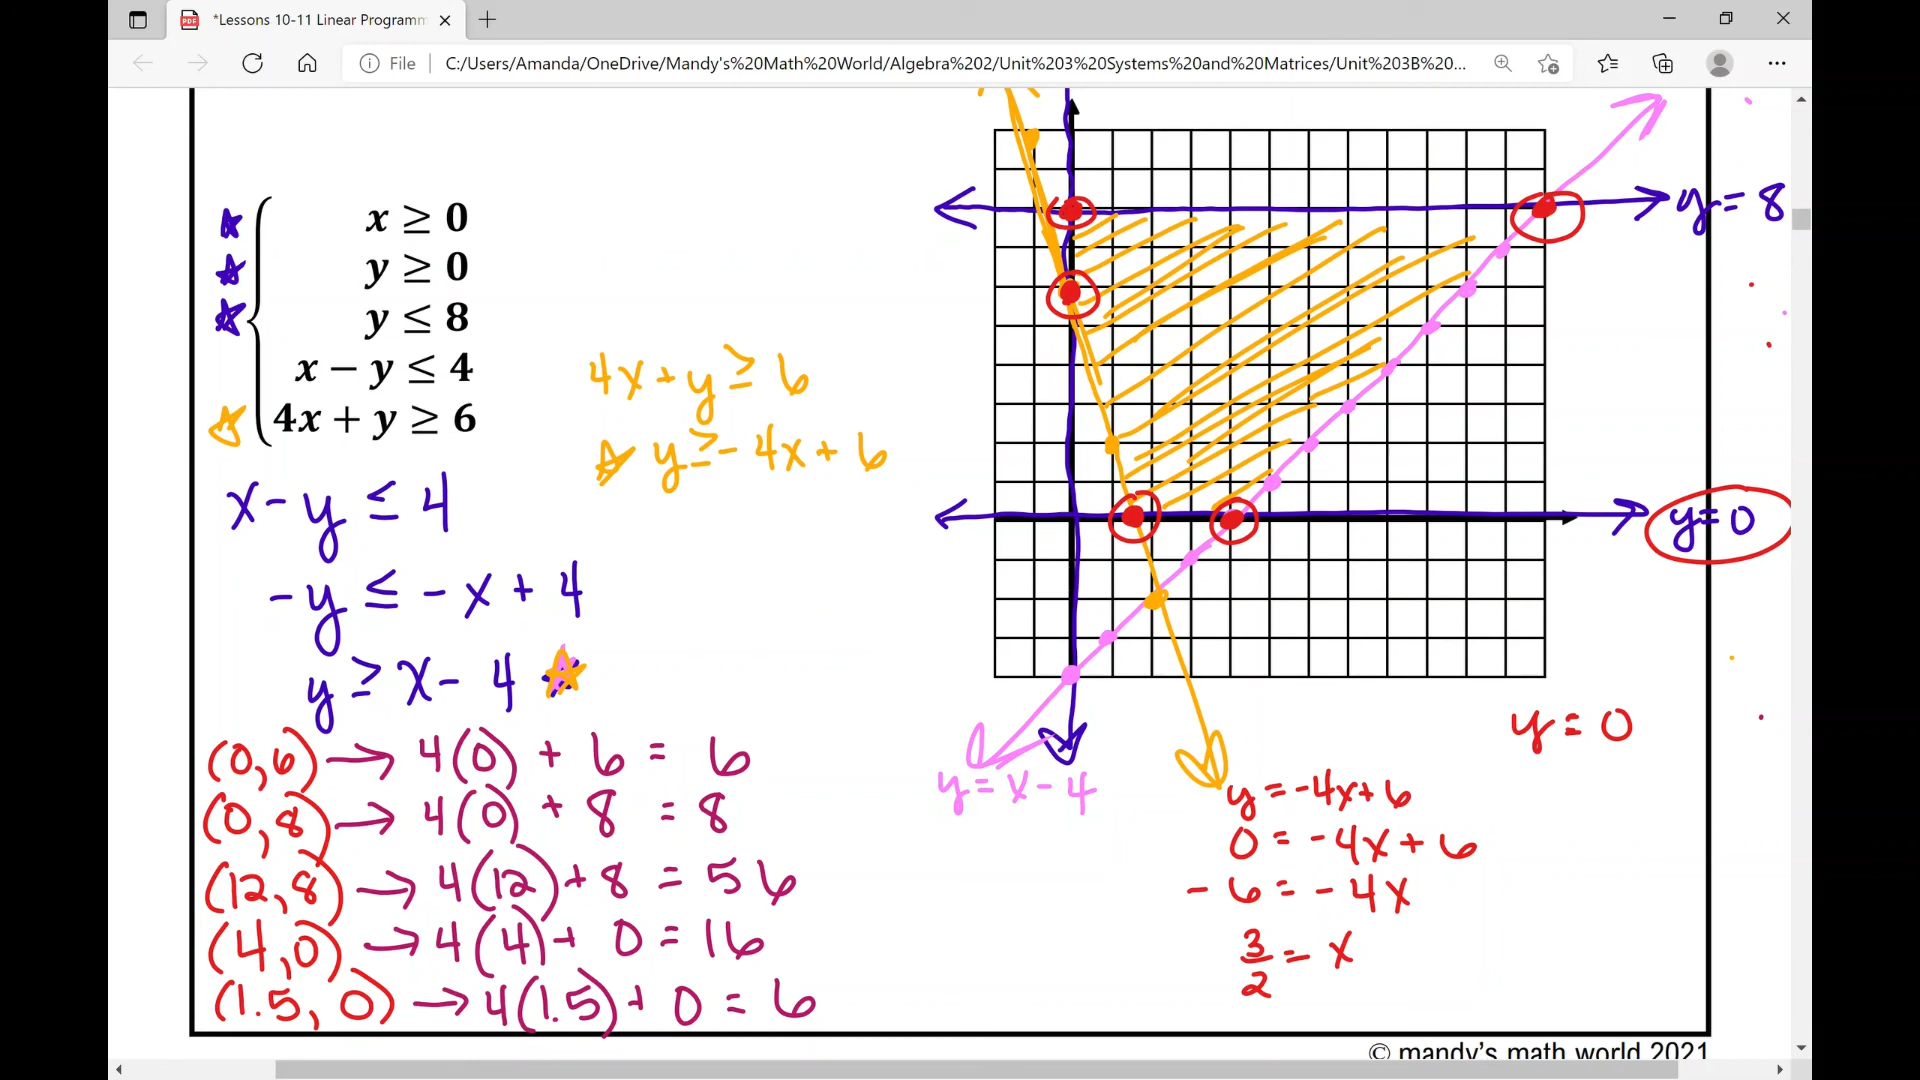 *Lessons 10-11 Linear Programm
File
C:/Users/Amanda/OneDrive/Mandy's%20Math%20World/Algebra%202/Unit%203%20Systems%20and%20Matrices/Unit%203B%20...
x ≥ 0
y ≥ 0
y ≤ 8
x − y ≤ 4
4x + y ≥ 6
4x + y ≥ 6
y ≥ - 4x + 6
x - y ≤ 4
- y ≤ - x + 4
y ≥ x - 4
(0,6) → 4(0) + 6 = 6
(0,8) → 4(0) + 8 = 8
(12,8) → 4(12) + 8 = 56
(4,0) → 4(4) + 0 = 16
(1.5, 0) → 4(1.5) + 0 = 6
y = 8
y = 0
y = x - 4
y = 0
y = -4x + 6
0 = -4x + 6
- 6 = - 4x
3/2 = x
© mandy's math world 2021